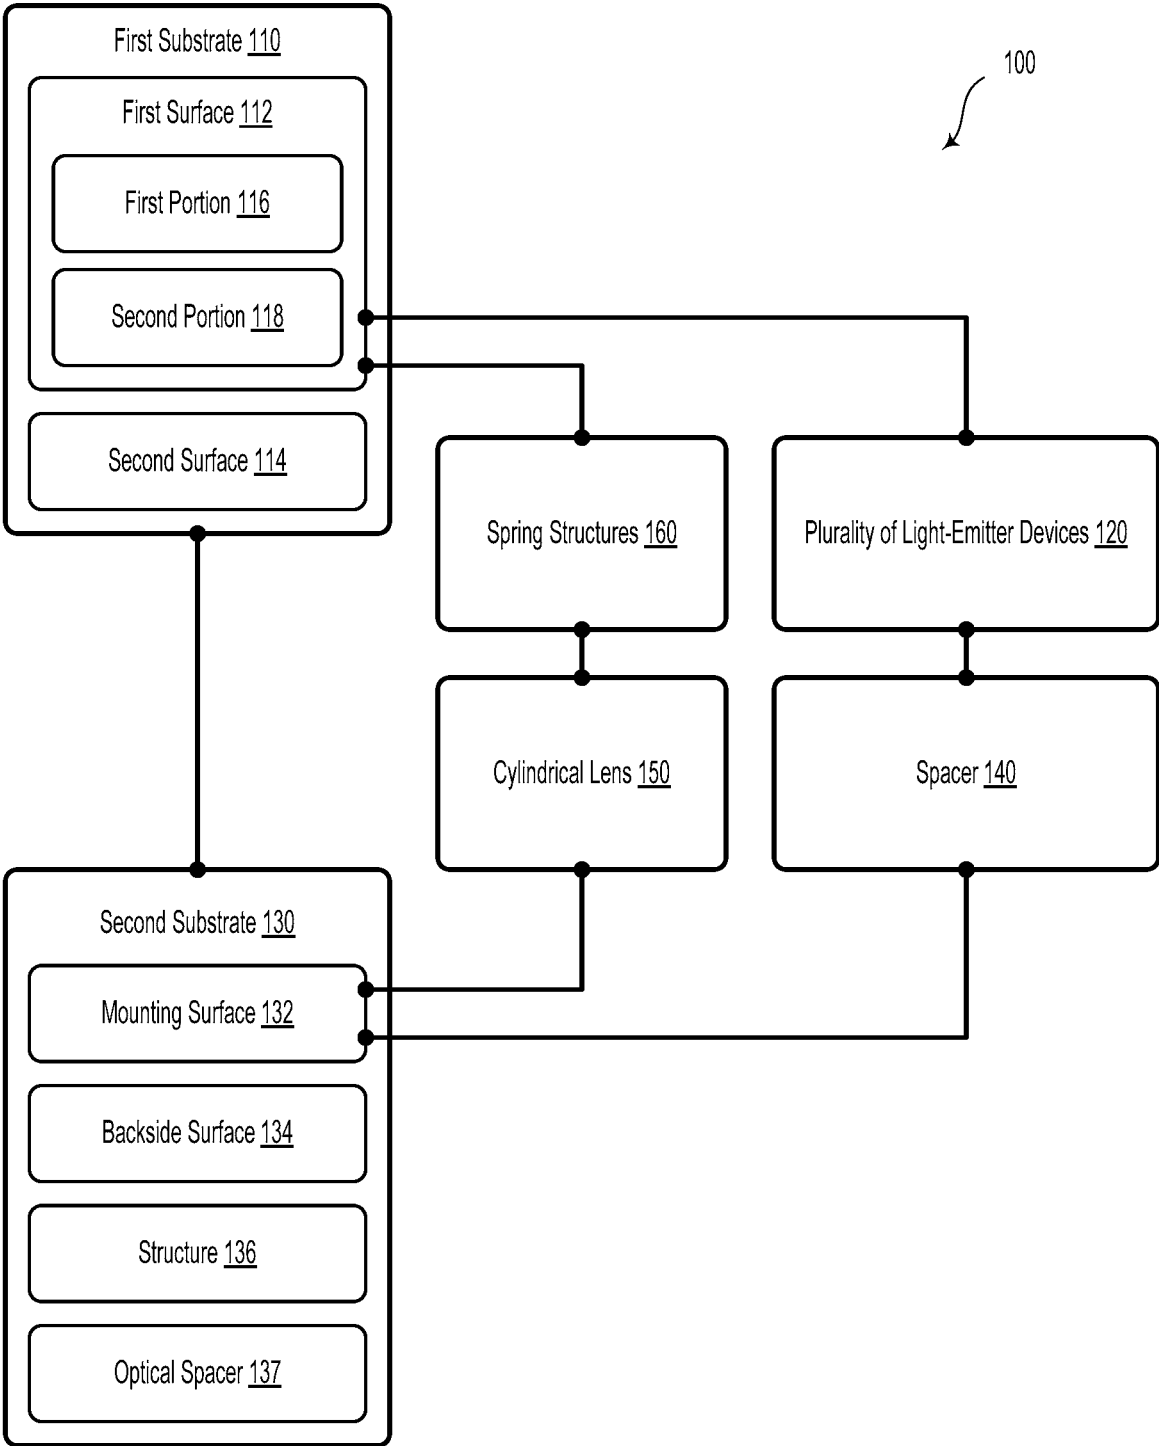 First Substrate 110
100
First Surface 112
First Portion 116
Second Portion 118
Second Surface 114
Spring Structures 160
Plurality of Light-Emitter Devices 120
Cylindrical Lens 150
Spacer 140
Second Substrate 130
Mounting Surface 132
Backside Surface 134
Structure 136
Optical Spacer 137